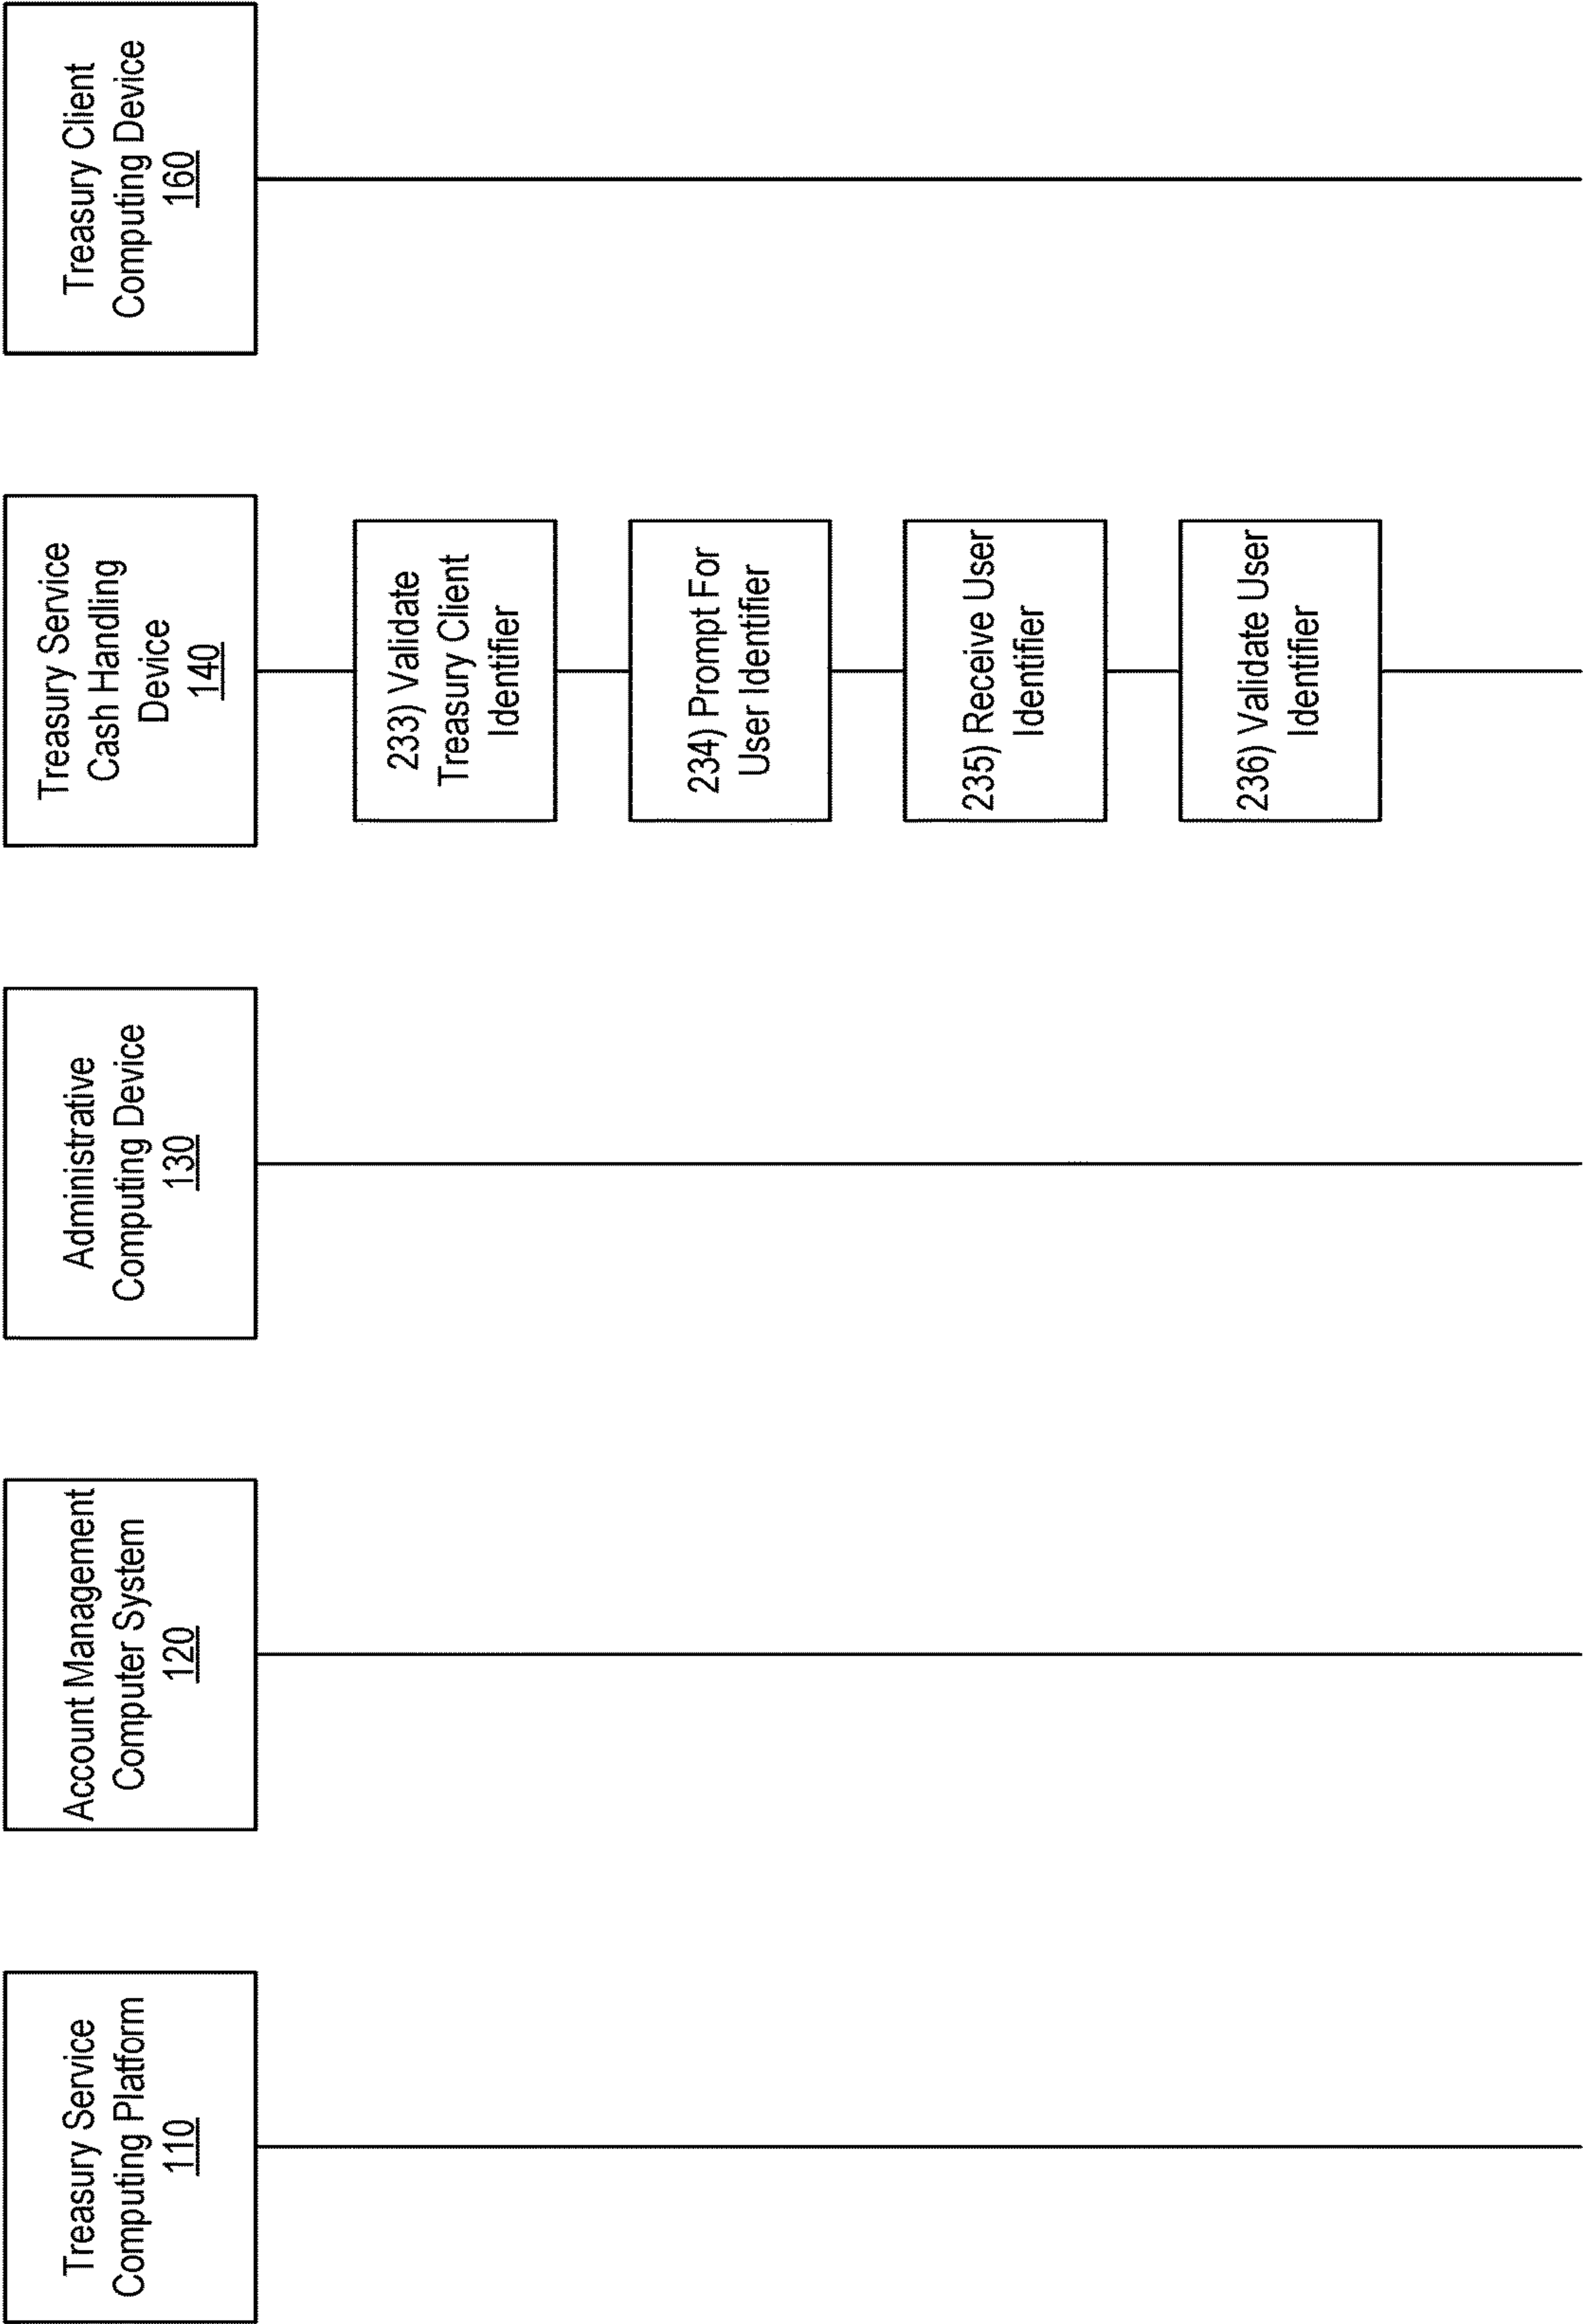 Treasury Service
Computing Platform
110
Account Management
Computer System
120
Administrative
Computing Device
130
Treasury Service
Cash Handling
Device
140
Treasury Client
Computing Device
160
233) Validate
Treasury Client
Identifier
234) Prompt For
User Identifier
235) Receive User
Identifier
236) Validate User
Identifier